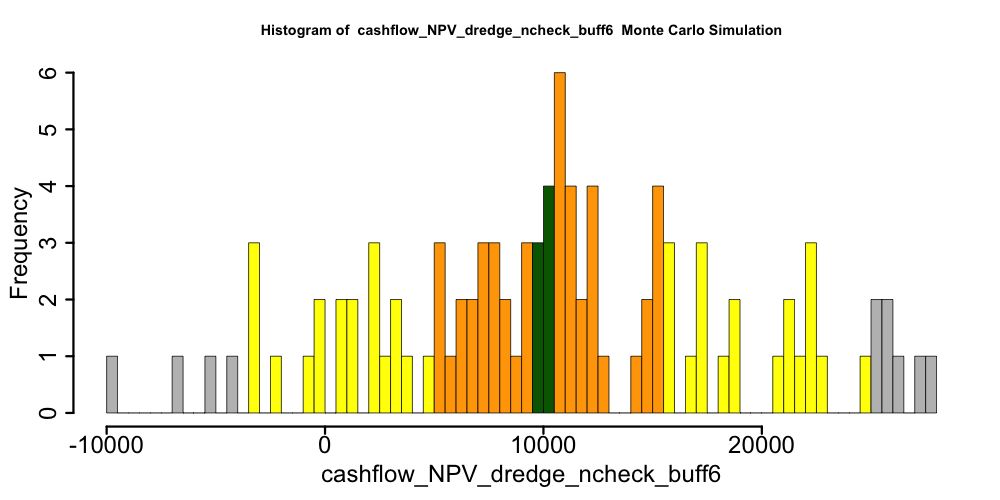 Histogram of cashflow_NPV_dredge_ncheck_buff6 Monte Carlo Simulation
6
5
4
3
2
1
0
Frequency
-10000 0 10000 20000
cashflow_NPV_dredge_ncheck_buff6